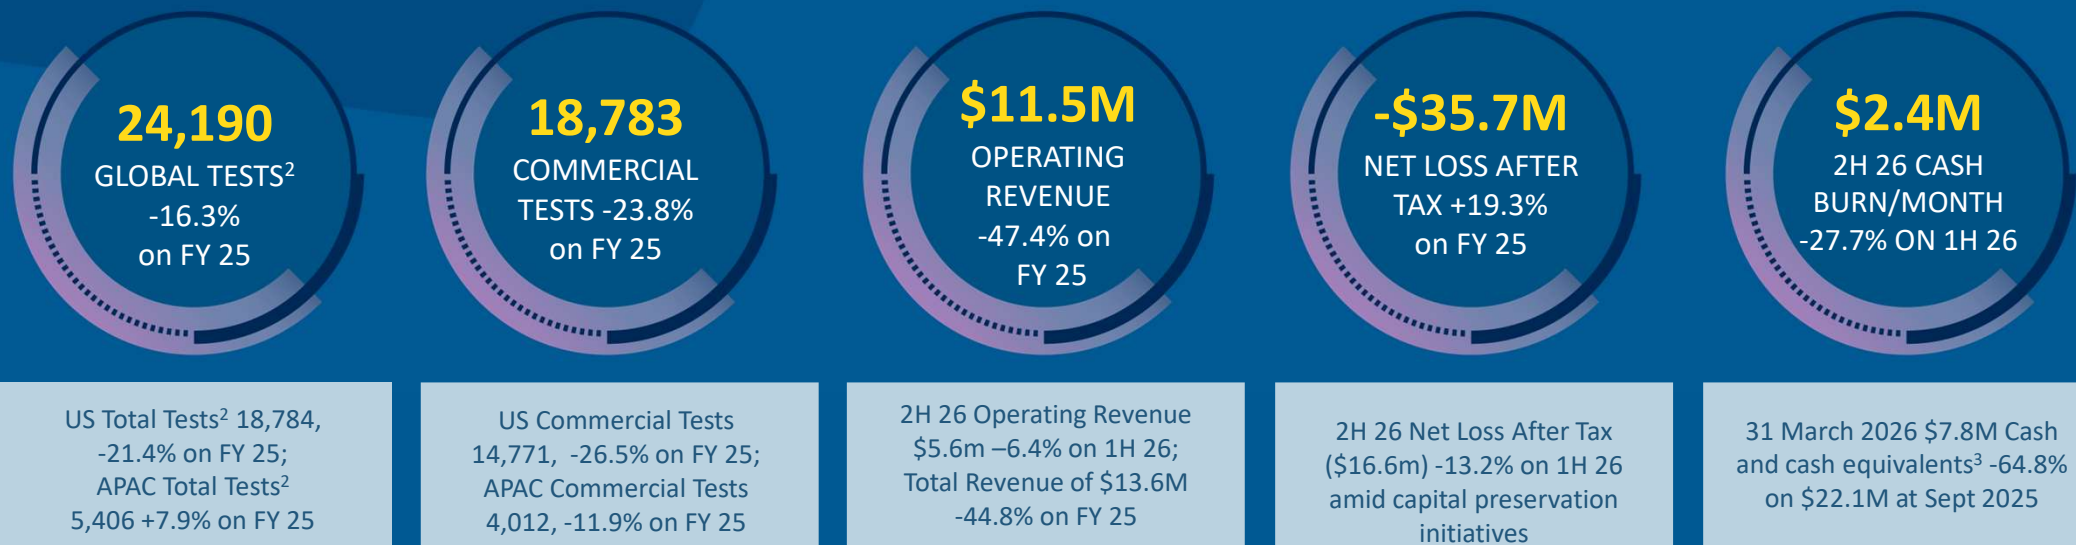 24,190
GLOBAL TESTS²
-16.3%
on FY 25
18,783
COMMERCIAL
TESTS -23.8%
on FY 25
$11.5M
OPERATING
REVENUE
-47.4% on
FY 25
-$35.7M
NET LOSS AFTER
TAX +19.3%
on FY 25
$2.4M
2H 26 CASH
BURN/MONTH
-27.7% ON 1H 26
US Total Tests² 18,784,
-21.4% on FY 25;
APAC Total Tests²
5,406 +7.9% on FY 25
US Commercial Tests
14,771, -26.5% on FY 25;
APAC Commercial Tests
4,012, -11.9% on FY 25
2H 26 Operating Revenue
$5.6m –6.4% on 1H 26;
Total Revenue of $13.6M
-44.8% on FY 25
2H 26 Net Loss After Tax
($16.6m) -13.2% on 1H 26
amid capital preservation
initiatives
31 March 2026 $7.8M Cash
and cash equivalents³ -64.8%
on $22.1M at Sept 2025